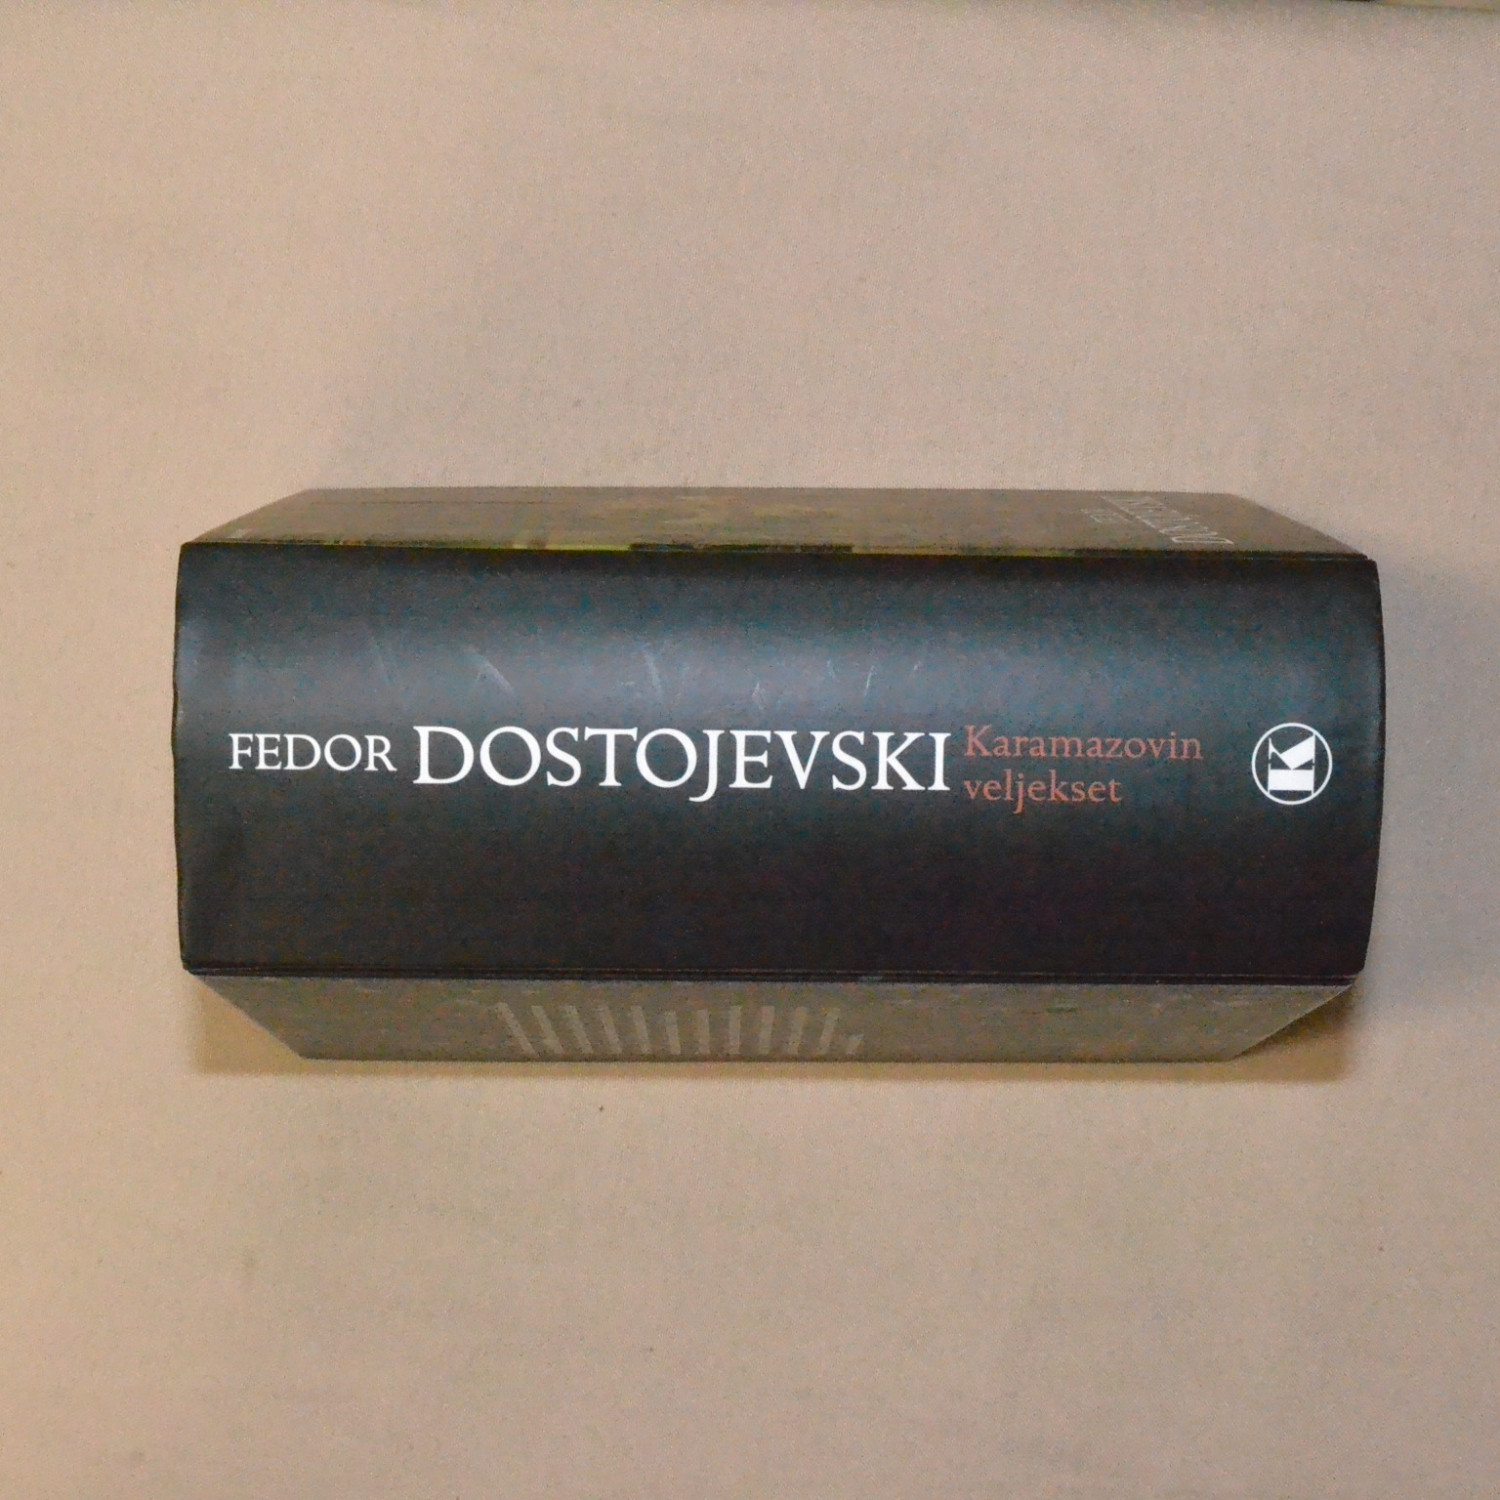 FEDOR DOSTOJEVSKI
Karamazovin
veljekset
K